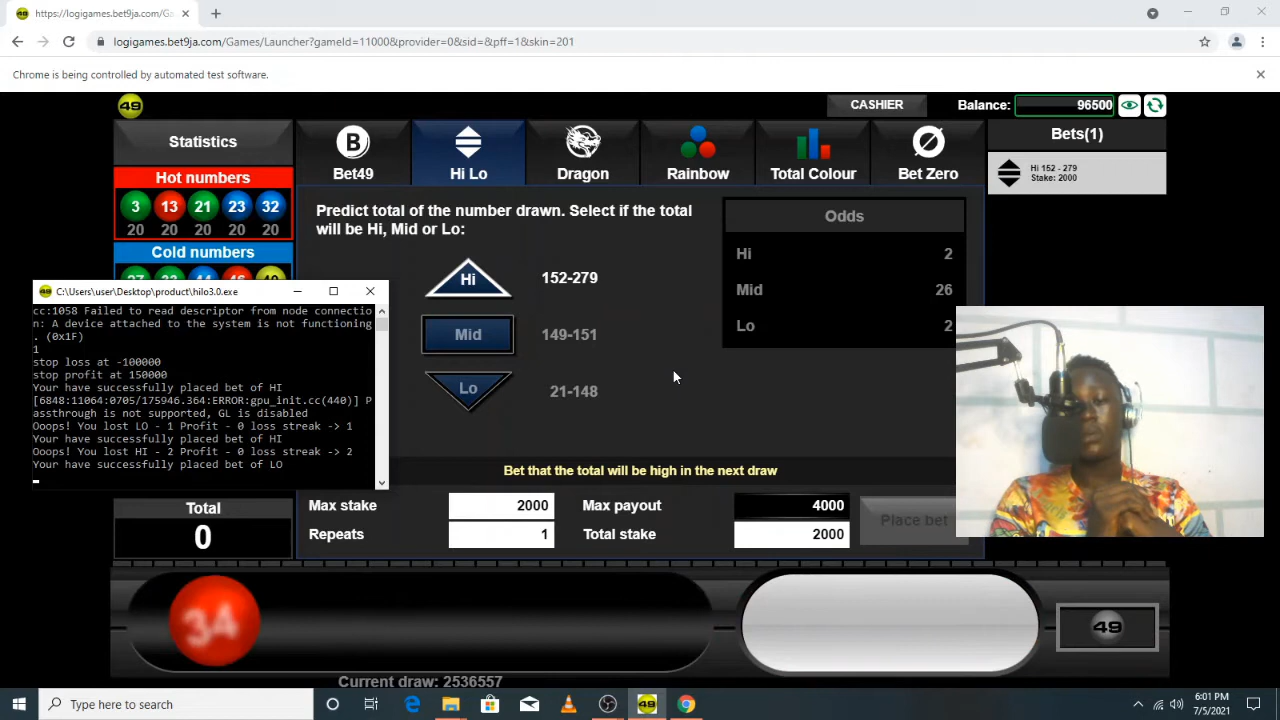 https://logigames.bet9ja.com/Ga
logigames.bet9ja.com/Games/Launcher?gameId=11000&provider=0&sid=&pff=1&skin=201
Chrome is being controlled by automated test software.
49
CASHIER
Balance:
96500
Statistics
B
Bet49
Hi Lo
Dragon
Rainbow
Total Colour
Bet Zero
Bets(1)
Hi 152 - 279
Stake: 2000
Hot numbers
3 13 21 23 32
20 20 20 20 20
Cold numbers
Predict total of the number drawn. Select if the total
will be Hi, Mid or Lo:
Hi
152-279
Mid
149-151
Lo
21-148
Odds
Hi 2
Mid 26
Lo 2
C:\Users\user\Desktop\product\hilo3.0.exe
cc:1058 Failed to read descriptor from node connectio
n: A device attached to the system is not functioning
. (0x1F)
1
stop loss at -100000
stop profit at 150000
Your have successfully placed bet of HI
[6848:11064:0705/175946.364:ERROR:gpu_init.cc(440)] P
assthrough is not supported, GL is disabled
Ooops! You lost LO - 1 Profit - 0 loss streak -> 1
Your have successfully placed bet of HI
Ooops! You lost HI - 2 Profit - 0 loss streak -> 2
Your have successfully placed bet of LO
Bet that the total will be high in the next draw
Total
0
Max stake
2000
Max payout
4000
Repeats
1
Total stake
2000
Place bet
34
49
Current draw: 2536557
Type here to search
49
6:01 PM
7/5/2021